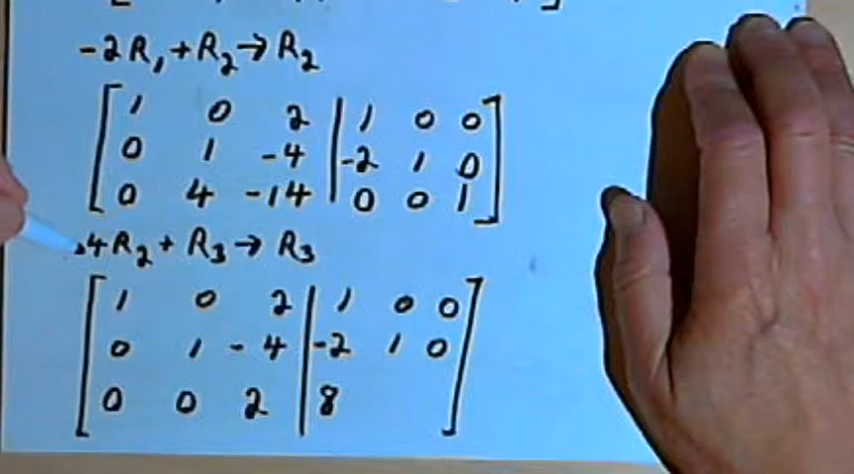 -2R₁+R₂→R₂
[1 0 2 | 1 0 0]
[0 1 -4 | -2 1 0]
[0 4 -14 | 0 0 1]
-4R₂+R₃→R₃
[1 0 2 | 1 0 0]
[0 1 -4 | -2 1 0]
[0 0 2 | 8]